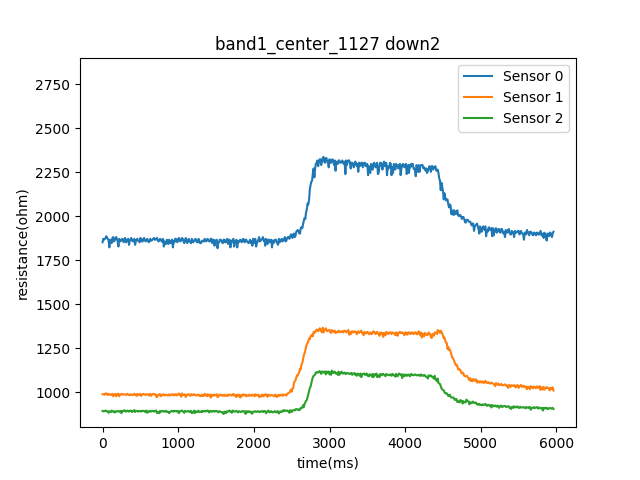 band1_center_1127 down2
Sensor 0
Sensor 1
Sensor 2
resistance(ohm)
2750
2500
2250
2000
1750
1500
1250
1000
0 1000 2000 3000 4000 5000 6000
time(ms)